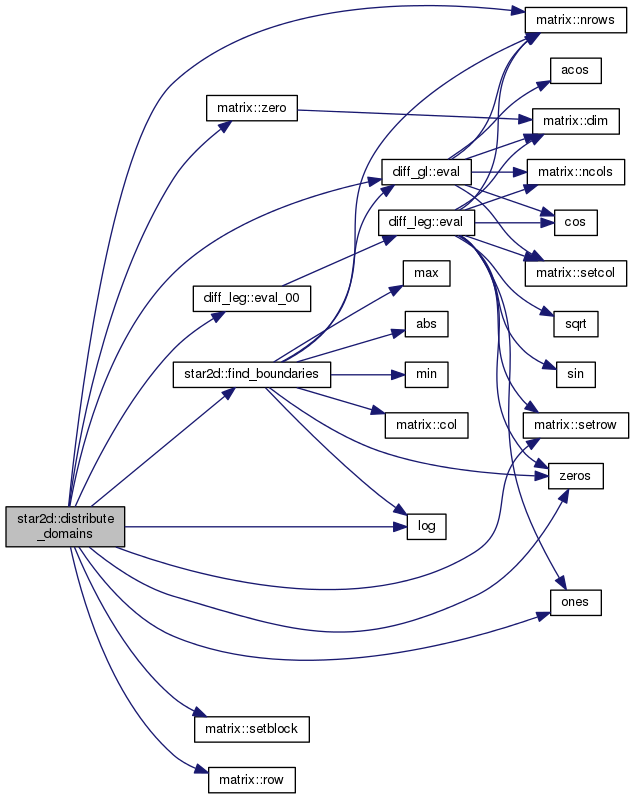 matrix::nrows
acos
matrix::zero
matrix::dim
diff_gl::eval
matrix::ncols
diff_leg::eval
cos
max
matrix::setcol
diff_leg::eval_00
abs
sqrt
star2d::find_boundaries
min
sin
matrix::col
matrix::setrow
zeros
star2d::distribute
_domains
log
ones
matrix::setblock
matrix::row